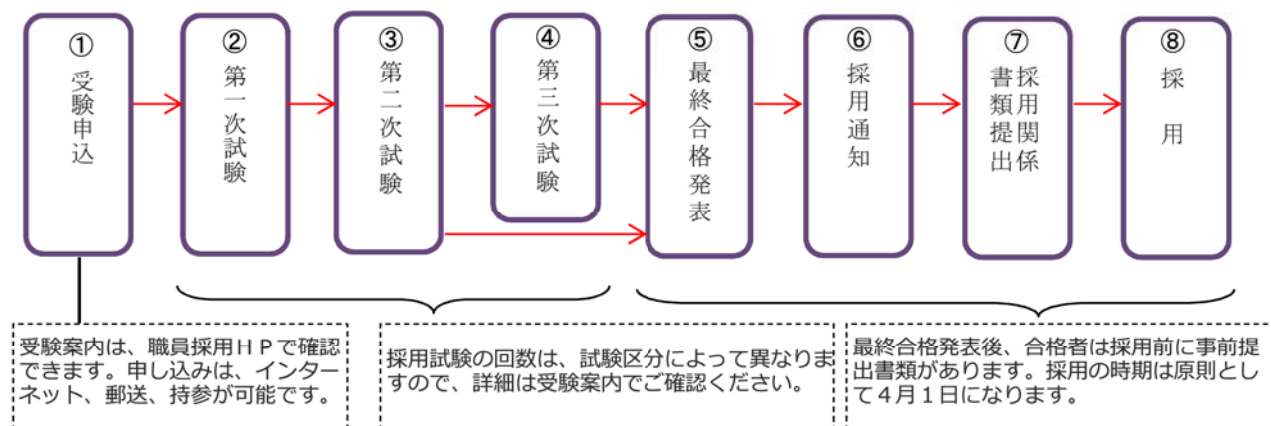 ①
受験申込
②
第一次試験
③
第二次試験
④
第三次試験
⑤
最終合格発表
⑥
採用通知
⑦
採用関係
書類提出
⑧
採　用
受験案内は、職員採用ＨＰで確認
できます。申し込みは、インター
ネット、郵送、持参が可能です。
採用試験の回数は、試験区分によって異なりま
すので、詳細は受験案内でご確認ください。
最終合格発表後、合格者は採用前に事前提
出書類があります。採用の時期は原則とし
て４月１日になります。